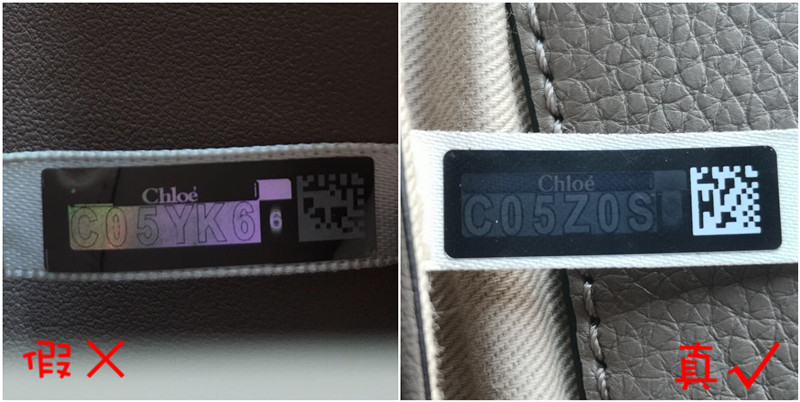 Chloé
C05YK6 6
假×
Chloé
C05Z0S
真✓